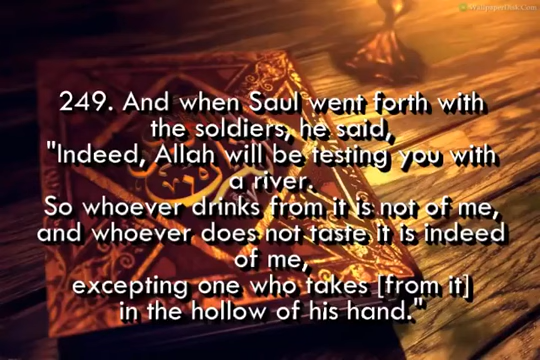 WallpaperDisk.Com
249. And when Saul went forth with
the soldiers, he said,
"Indeed, Allah will be testing you with
a river.
So whoever drinks from it is not of me,
and whoever does not taste it is indeed
of me,
excepting one who takes [from it]
in the hollow of his hand."